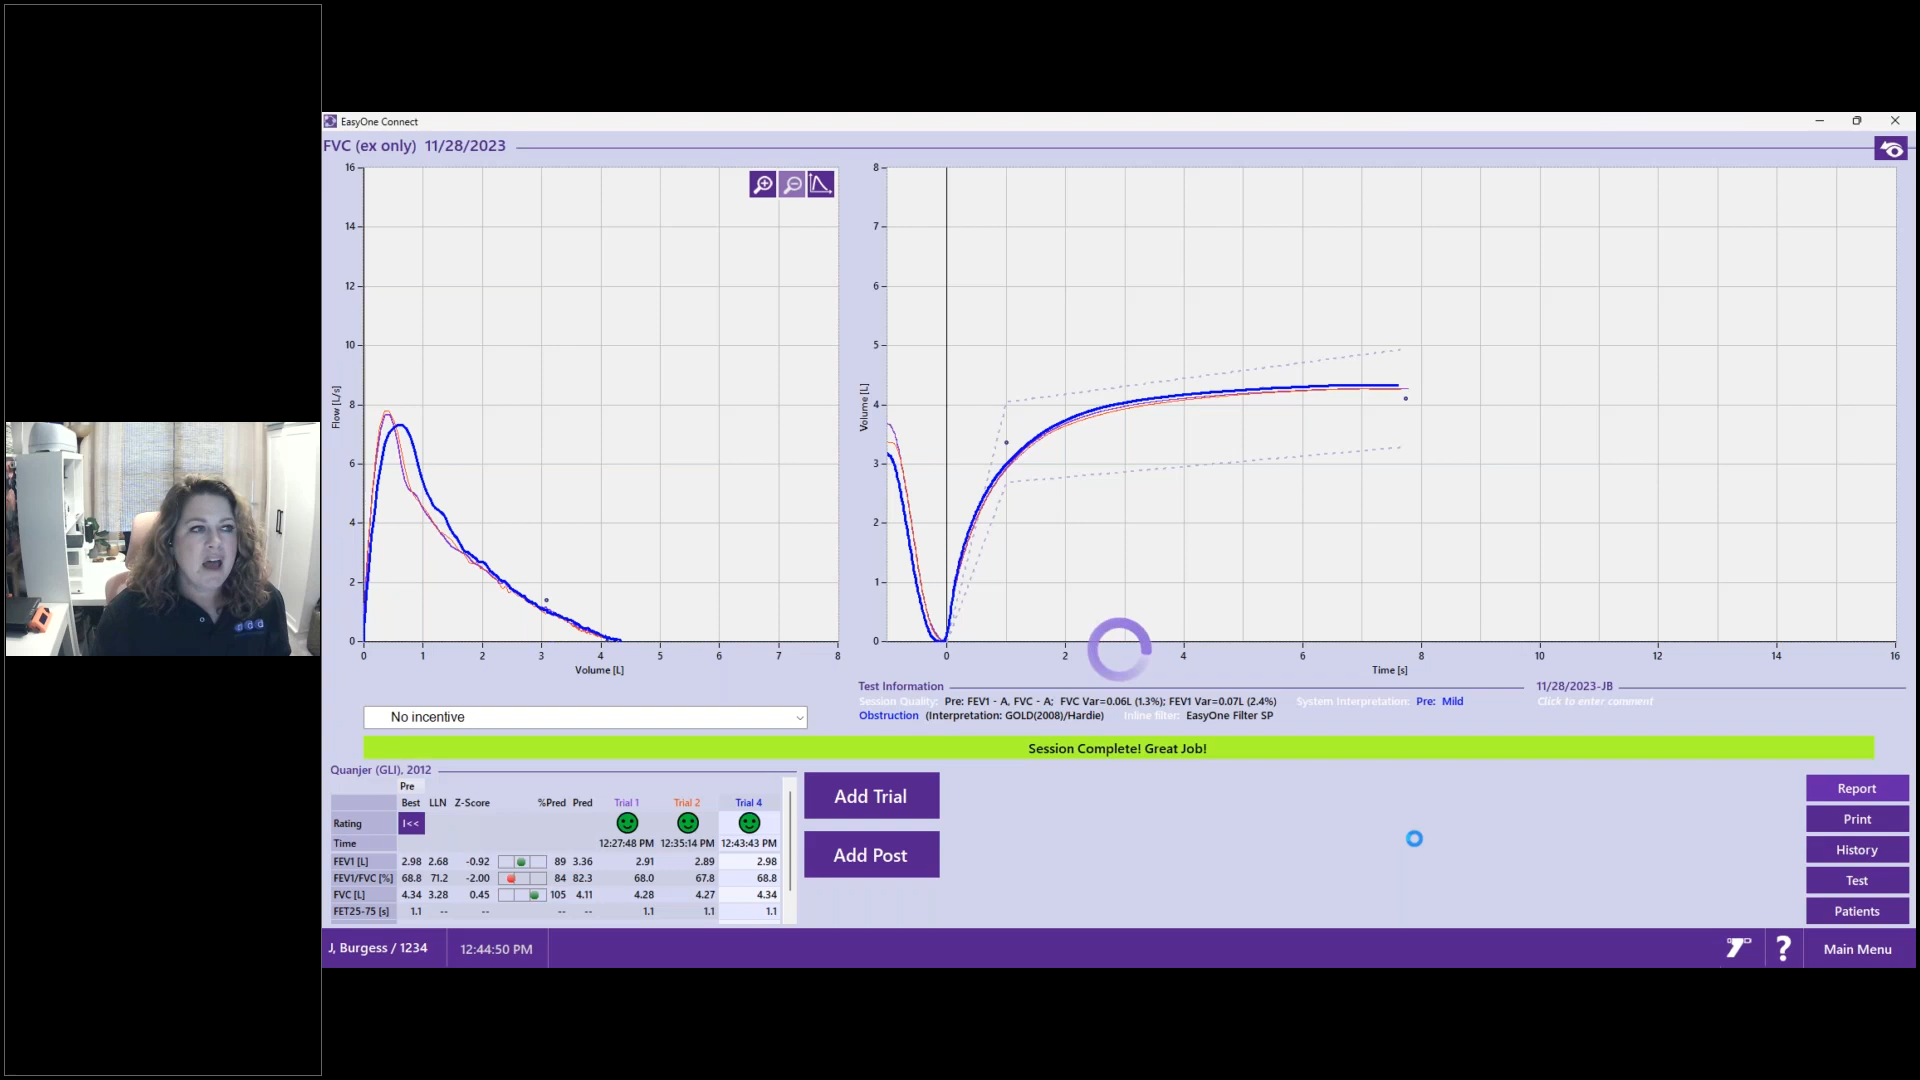 EasyOne Connect
FVC (ex only) 11/28/2023
16
14
12
10
8
6
4
2
0
Flow [L/s]
0 1 2 3 4 5 6 7 8
Volume [L]
8
7
6
5
4
3
2
1
0
Volume [L]
0 2 4 6 8 10 12 14 16
Time [s]
No incentive
Test Information
Session Quality: Pre: FEV1 - A, FVC - A; FVC Var=0.06L (1.3%); FEV1 Var=0.07L (2.4%) System Interpretation: Pre: Mild
Obstruction (Interpretation: GOLD(2008)/Hardie) Inline filter: EasyOne Filter SP
11/28/2023-JB
Click to enter comment
Session Complete! Great Job!
Quanjer (GLI), 2012
Pre
Best LLN Z-Score %Pred Pred Trial 1 Trial 2 Trial 4
Rating I<<
Time 12:27:48 PM 12:35:14 PM 12:43:43 PM
FEV1 [L] 2.98 2.68 -0.92 89 3.36 2.91 2.89 2.98
FEV1/FVC [%] 68.8 71.2 -2.00 84 82.3 68.0 67.8 68.8
FVC [L] 4.34 3.28 0.45 105 4.11 4.28 4.27 4.34
FET25-75 [s] 1.1 -- -- -- -- 1.1 1.1 1.1
Add Trial
Add Post
Report
Print
History
Test
Patients
J, Burgess / 1234
12:44:50 PM
?
Main Menu